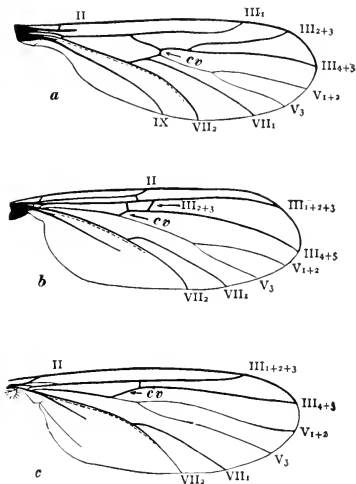 II
III₁
III₂₊₃
III₄₊₅
cv
V₁₊₂
V₃
a
IX
VII₂
VII₁
II
III₂₊₃
III₁₊₂₊₃
cv
III₄₊₅
V₁₊₂
b
V₃
VII₂
VII₁
II
III₁₊₂₊₃
cv
III₄₊₅
V₁₊₂
V₃
c
VII₂
VII₁